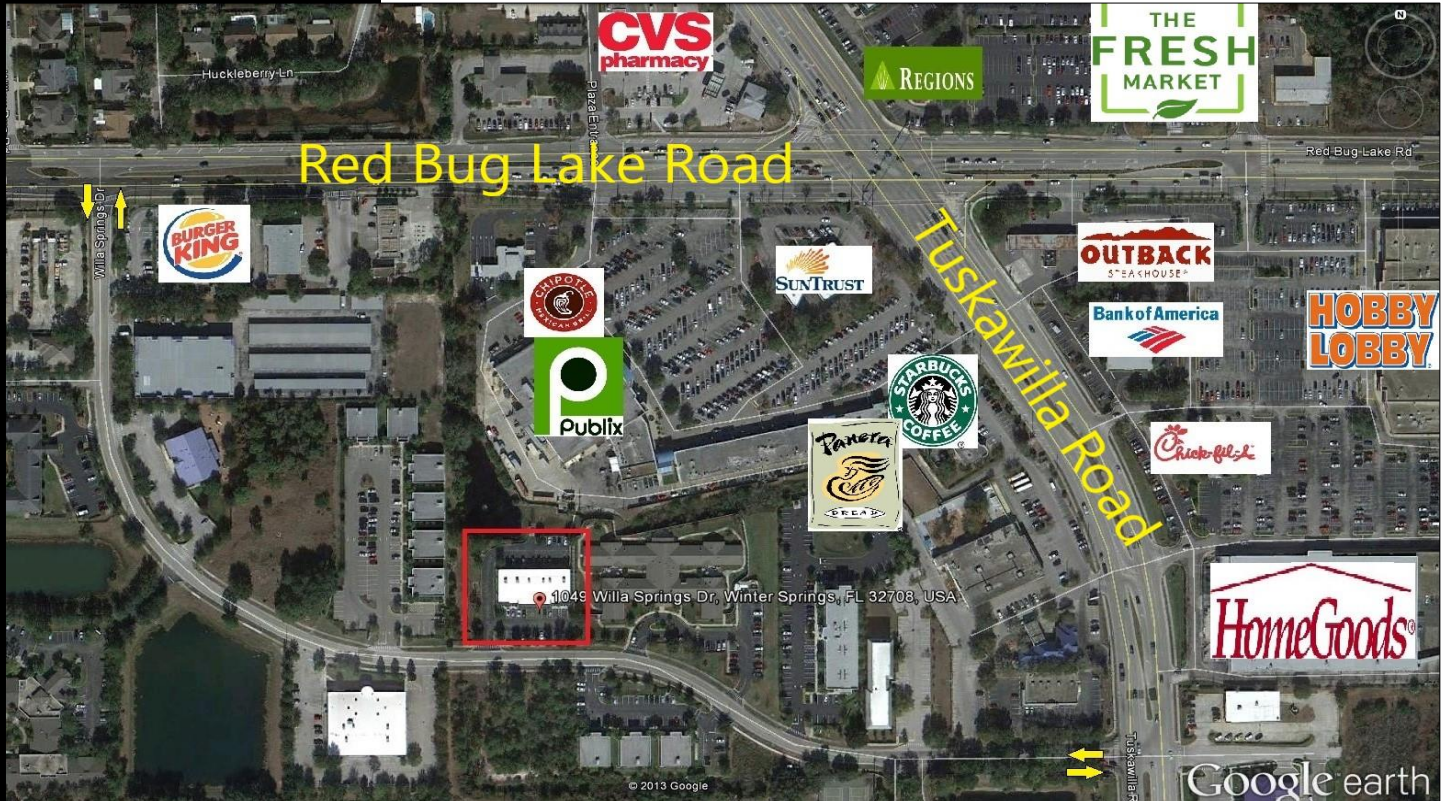 CVS
pharmacy
REGIONS
THE
FRESH
MARKET
N
Huckleberry Ln
Plaza Entra
Red Bug Lake Road
Red Bug Lake Rd
Willa Springs Dr
BURGER
KING
CHIPOTLE
MEXICAN GRILL
SUNTRUST
Tuskawilla Road
OUTBACK
STEAKHOUSE®
Bank of America
HOBBY
LOBBY
Publix
STARBUCKS
COFFEE
Panera
BREAD
Chick-fil-A
1049 Willa Springs Dr, Winter Springs, FL 32708, USA
HomeGoods®
Tuskawilla R
© 2013 Google
Google earth